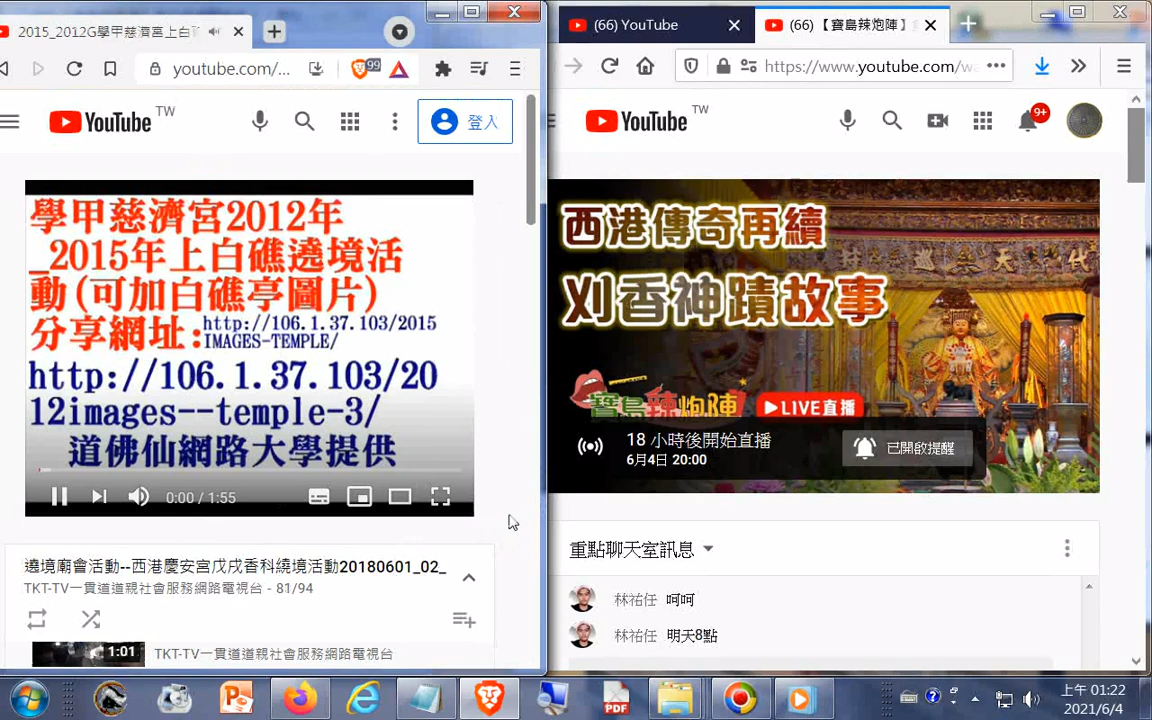 2015_2012G學甲慈濟宮上白礁
youtube.com/...
99
YouTube TW
登入
學甲慈濟宮2012年
_2015年上白礁遶境活
動(可加白礁亭圖片)
分享網址:http://106.1.37.103/2015
IMAGES-TEMPLE/
http://106.1.37.103/20
12images--temple-3/
道佛仙網路大學提供
0:00 / 1:55
遶境廟會活動--西港慶安宮戊戌香科繞境活動20180601_02_
TKT-TV一貫道道親社會服務網路電視台 - 81/94
1:01
TKT-TV一貫道道親社會服務網路電視台
(66) YouTube
(66) 【寶島辣炮陣】
https://www.youtube.com/wa
YouTube TW
9+
西港傳奇再續
刈香神蹟故事
寶島辣炮陣
LIVE直播
18 小時後開始直播
6月4日 20:00
已開啟提醒
重點聊天室訊息
林祐任 呵呵
林祐任 明天8點
PDF
上午 01:22
2021/6/4